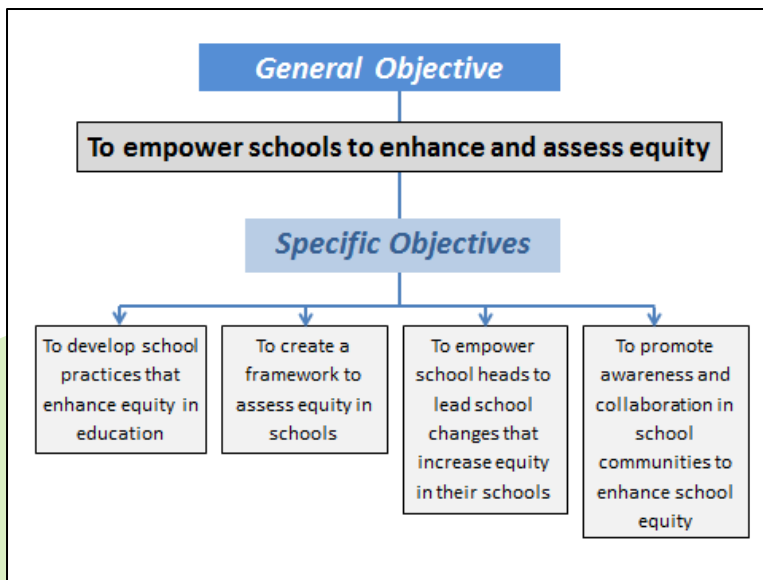 General Objective
To empower schools to enhance and assess equity
Specific Objectives
To develop school
practices that
enhance equity in
education
To create a
framework to
assess equity in
schools
To empower
school heads to
lead school
changes that
increase equity
in their schools
To promote
awareness and
collaboration in
school
communities to
enhance school
equity